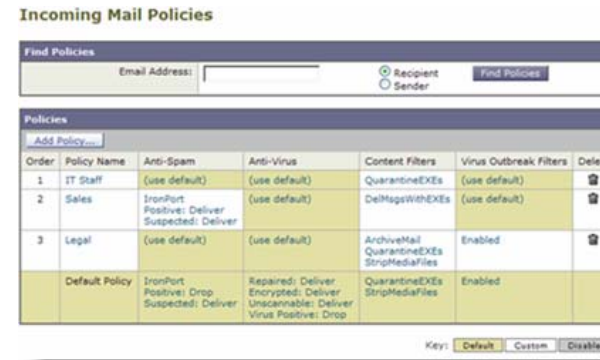 Incoming Mail Policies
Find Policies
Email Address:
Recipient
Sender
Find Policies
Policies
Add Policy...
Order Policy Name Anti-Spam Anti-Virus Content Filters Virus Outbreak Filters Dele
1 IT Staff (use default) (use default) QuarantineEXEs (use default)
2 Sales IronPort (use default) DelMsgsWithEXEs (use default)
Positive: Deliver
Suspected: Deliver
3 Legal (use default) (use default) ArchiveMail Enabled
QuarantineEXEs
StripMediaFiles
Default Policy IronPort Repaired: Deliver QuarantineEXEs Enabled
Positive: Drop Encrypted: Deliver StripMediaFiles
Suspected: Deliver Unscannable: Deliver
Virus Positive: Drop
Key: Default Custom Disable